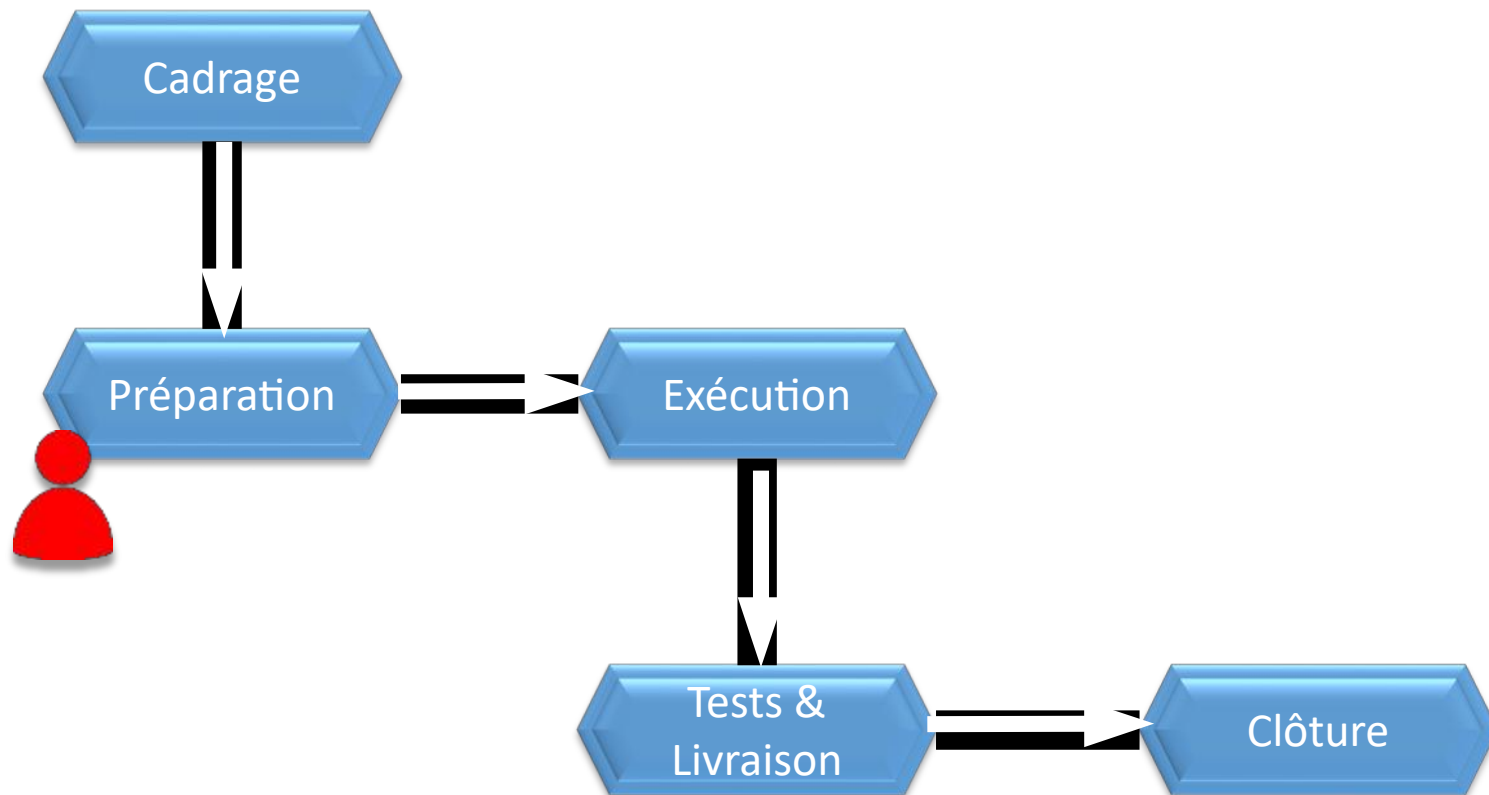 Cadrage
Préparation
Exécution
Tests &
Livraison
Clôture